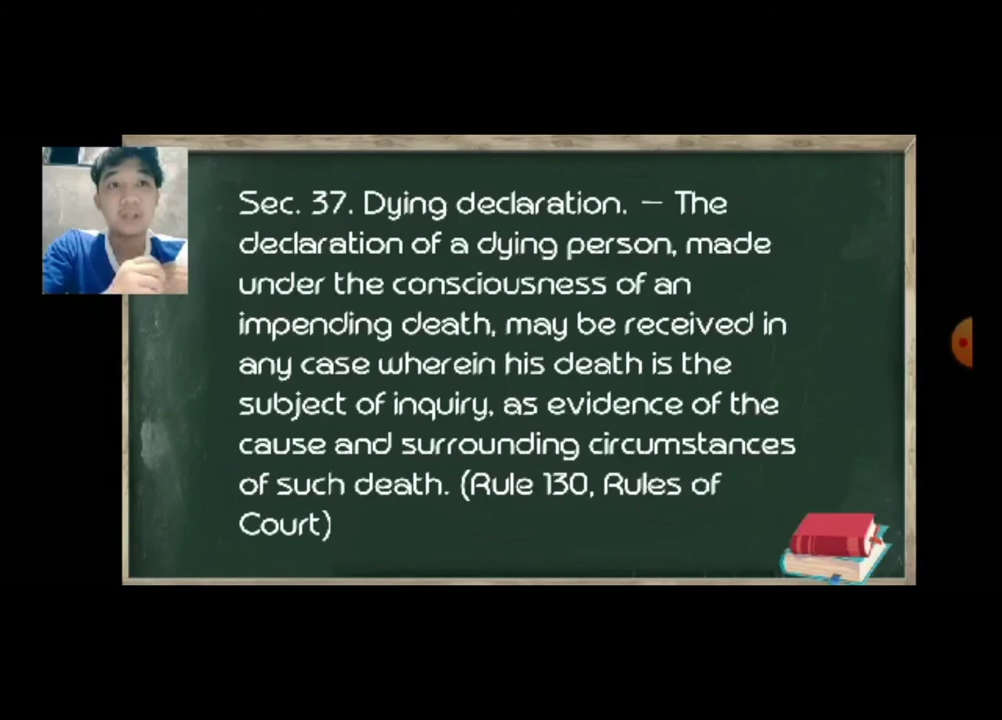 Sec. 37. Dying declaration. — The
declaration of a dying person, made
under the consciousness of an
impending death, may be received in
any case wherein his death is the
subject of inquiry, as evidence of the
cause and surrounding circumstances
of such death. (Rule 130, Rules of
Court)